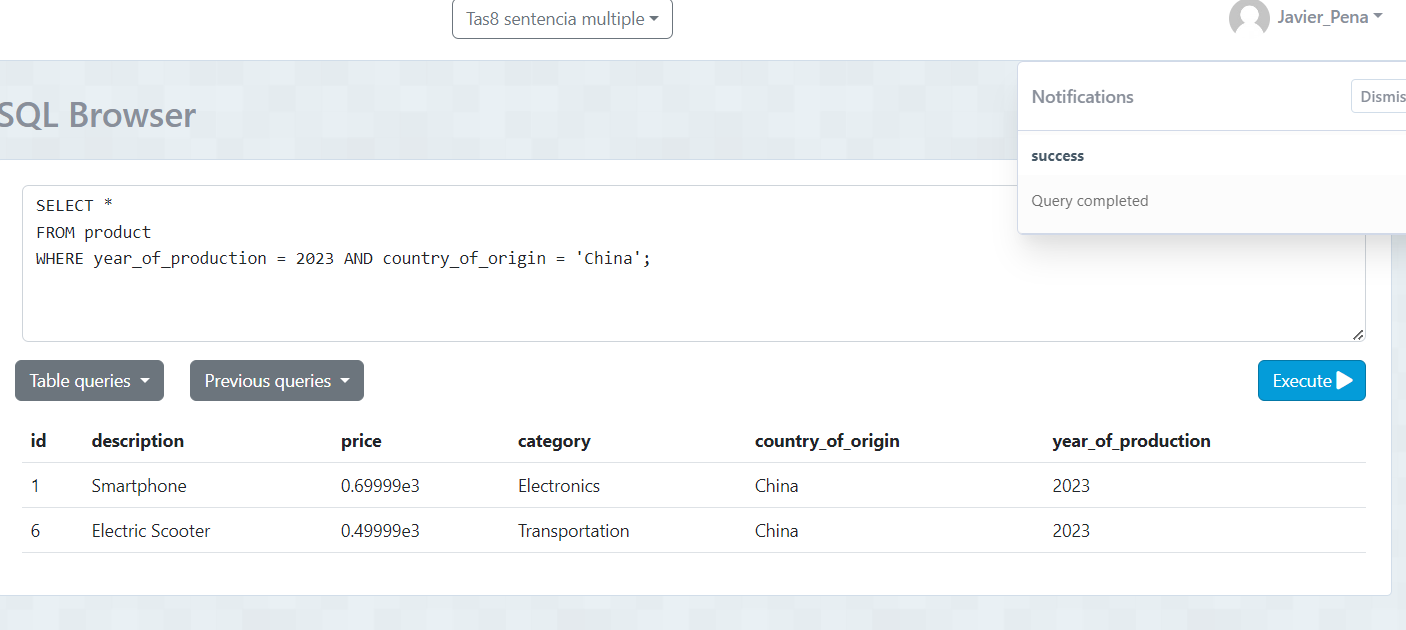 Tas8 sentencia multiple
Javier_Pena
SQL Browser
Notifications
Dismis
success
Query completed
SELECT *
FROM product
WHERE year_of_production = 2023 AND country_of_origin = 'China';
Table queries
Previous queries
Execute
id description price category country_of_origin year_of_production
1 Smartphone 0.69999e3 Electronics China 2023
6 Electric Scooter 0.49999e3 Transportation China 2023